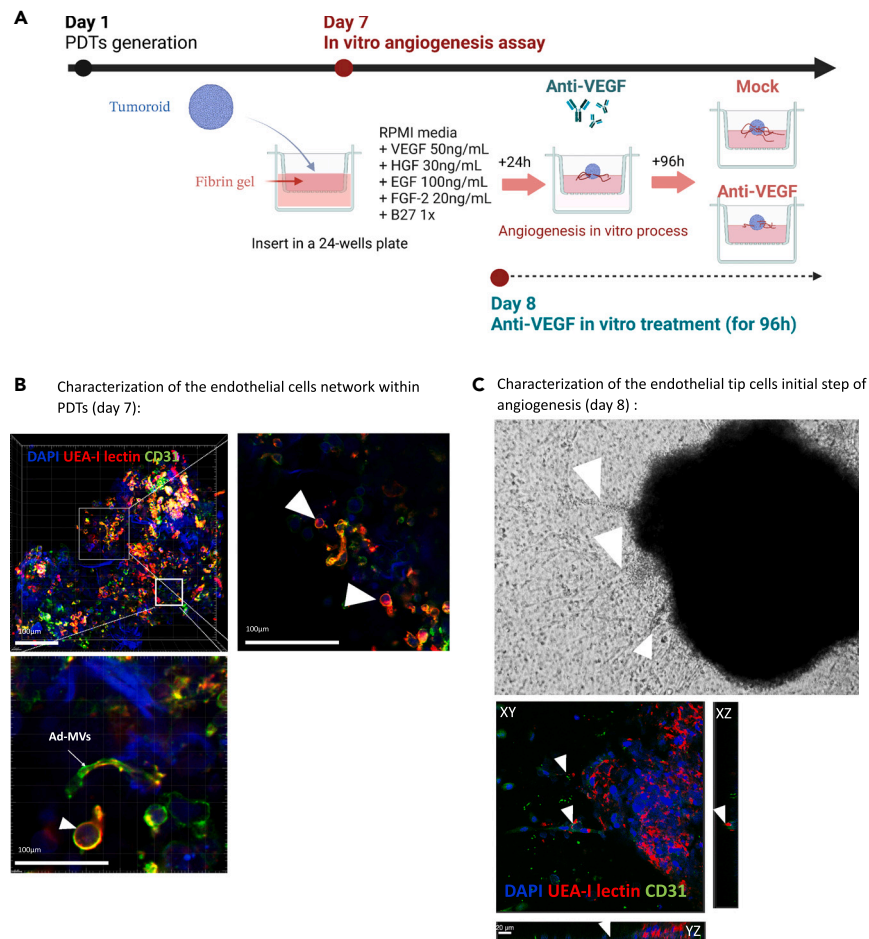 A
Day 1
PDTs generation
Day 7
In vitro angiogenesis assay
Tumoroid
Fibrin gel
Insert in a 24-wells plate
RPMI media
+ VEGF 50ng/mL
+ HGF 30ng/mL
+ EGF 100ng/mL
+ FGF-2 20ng/mL
+ B27 1x
+24h
Anti-VEGF
Angiogenesis in vitro process
+96h
Mock
Anti-VEGF
Day 8
Anti-VEGF in vitro treatment (for 96h)
B
Characterization of the endothelial cells network within
PDTs (day 7):
DAPI UEA-I lectin CD31
100µm
100µm
Ad-MVs
100µm
C
Characterization of the endothelial tip cells initial step of
angiogenesis (day 8) :
XY
XZ
DAPI UEA-I lectin CD31
20 µm
YZ